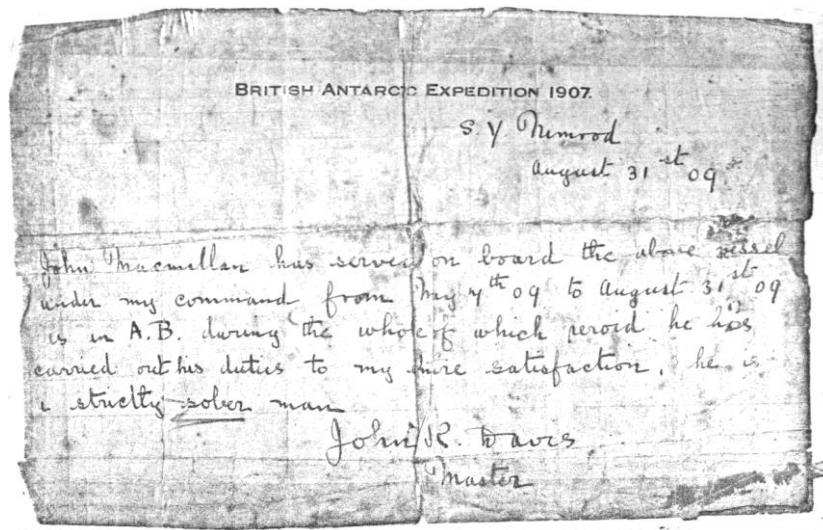 BRITISH ANTARCTIC EXPEDITION 1907.
S. Y. Nimrod
August 31st 09
John Macmillan has served on board the above vessel
under my command from May 7th 09 to August 31st 09
as an A.B. during the whole of which peroid he has
carried out his duties to my entire satisfaction. he is
a strictly sober man
John K. Davis
Master